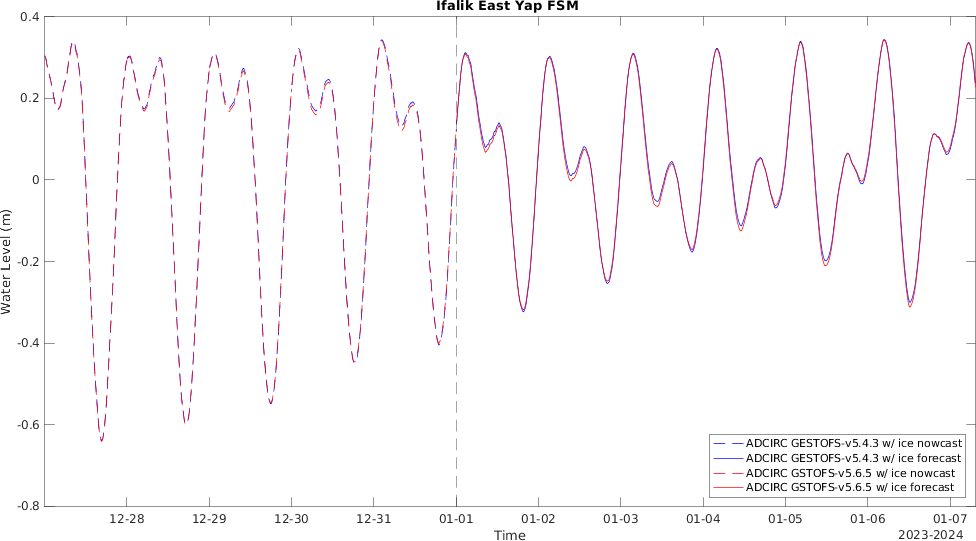 Ifalik East Yap FSM
0.4
0.2
0
-0.2
-0.4
-0.6
-0.8
Water Level (m)
ADCIRC GESTOFS-v5.4.3 w/ ice nowcast
ADCIRC GESTOFS-v5.4.3 w/ ice forecast
ADCIRC GSTOFS-v5.6.5 w/ ice nowcast
ADCIRC GSTOFS-v5.6.5 w/ ice forecast
12-28 12-29 12-30 12-31 01-01 01-02 01-03 01-04 01-05 01-06 01-07
Time
2023-2024